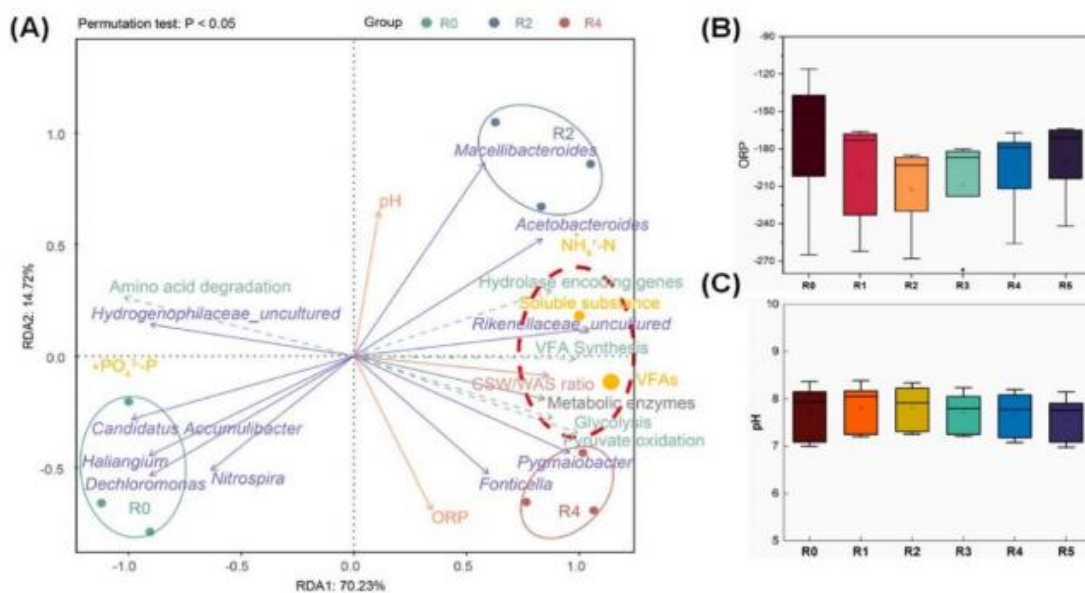 (A)
Permutation test: P < 0.05
Group R0 R2 R4
R2
Macellibacteroides
pH
Acetobacteroides
NH₄⁺-N
Amino acid degradation
Hydrolase encoding genes
Soluble substance
Hydrogenophilaceae_uncultured
Rikenellaceae_uncultured
VFA Synthesis
PO₄³⁻-P
CSW/WAS ratio
VFAs
Metabolic enzymes
Candidatus Accumulibacter
Glycolysis
Pyruvate oxidation
Haliangium
Pygmaiobacter
Dechloromonas
Nitrospira
Fonticella
R0
ORP
R4
RDA2: 14.72%
1.0
0.5
0.0
-0.5
-1.0 -0.5 0.0 0.5 1.0
RDA1: 70.23%
(B)
ORP
-90
-120
-150
-180
-210
-240
-270
R0 R1 R2 R3 R4 R5
(C)
pH
10
9
8
7
6
5
R0 R1 R2 R3 R4 R5